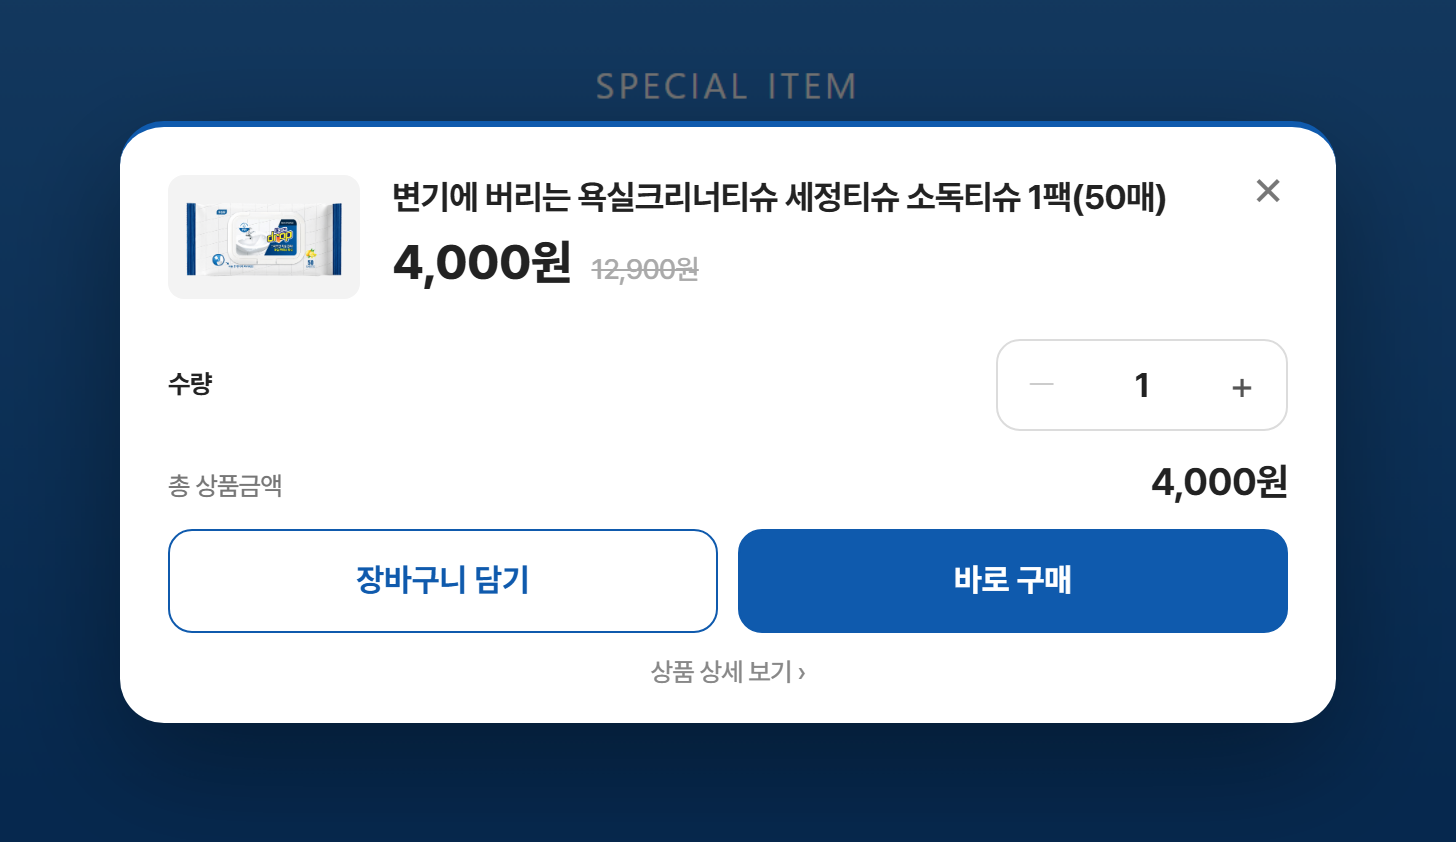 SPECIAL ITEM
변기에 버리는 욕실크리너티슈 세정티슈 소독티슈 1팩(50매)
4,000원 12,900원
수량
1
총 상품금액
4,000원
장바구니 담기
바로 구매
상품 상세 보기 ›